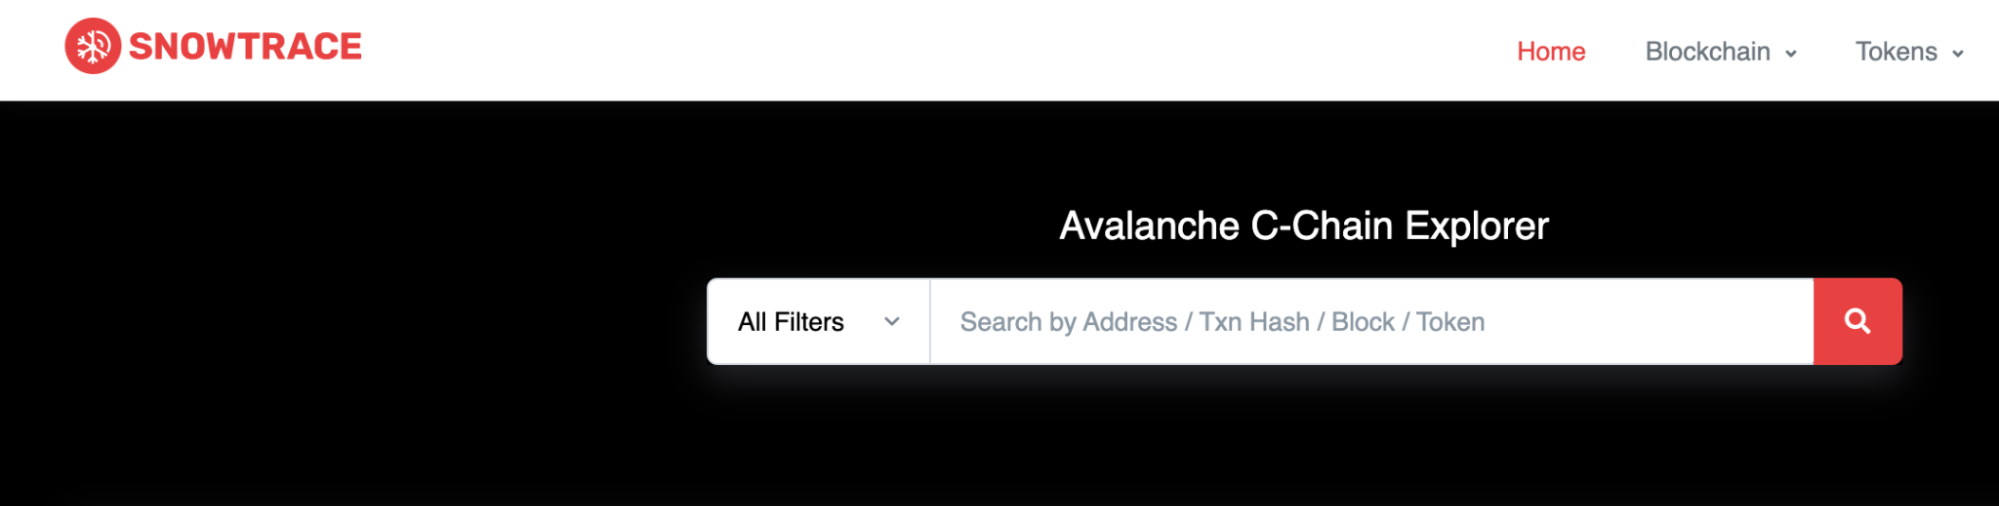 SNOWTRACE
Home Blockchain Tokens
Avalanche C-Chain Explorer
All Filters Search by Address / Txn Hash / Block / Token